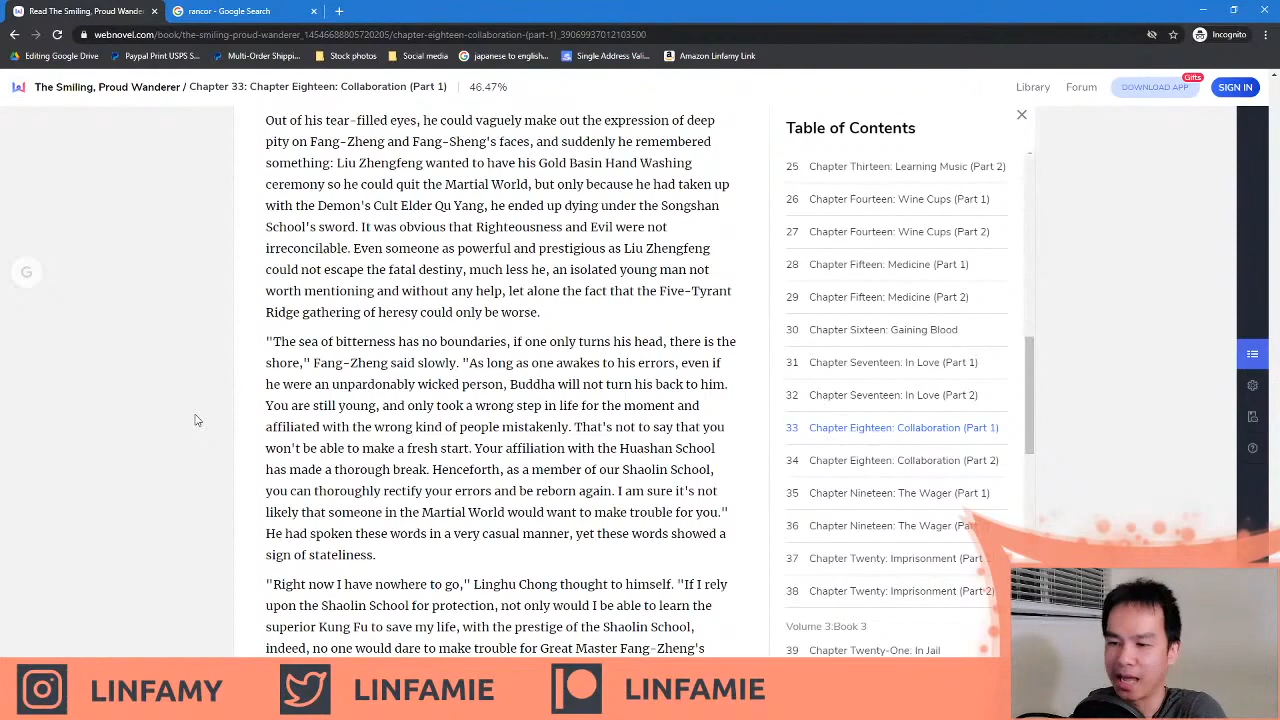 Read The Smiling, Proud Wander
rancor - Google Search
webnovel.com/book/the-smiling-proud-wanderer_14546688805720205/chapter-eighteen-collaboration-(part-1)_39069937012103500
Incognito
Editing Google Drive
Paypal Print USPS S...
Multi-Order Shippi...
Stock photos
Social media
japanese to english...
Single Address Vali...
Amazon Linfamy Link
The Smiling, Proud Wanderer / Chapter 33: Chapter Eighteen: Collaboration (Part 1)
46.47%
Library
Forum
DOWNLOAD APP
Gifts
SIGN IN
Out of his tear-filled eyes, he could vaguely make out the expression of deep
pity on Fang-Zheng and Fang-Sheng's faces, and suddenly he remembered
something: Liu Zhengfeng wanted to have his Gold Basin Hand Washing
ceremony so he could quit the Martial World, but only because he had taken up
with the Demon's Cult Elder Qu Yang, he ended up dying under the Songshan
School's sword. It was obvious that Righteousness and Evil were not
irreconcilable. Even someone as powerful and prestigious as Liu Zhengfeng
could not escape the fatal destiny, much less he, an isolated young man not
worth mentioning and without any help, let alone the fact that the Five-Tyrant
Ridge gathering of heresy could only be worse.
"The sea of bitterness has no boundaries, if one only turns his head, there is the
shore," Fang-Zheng said slowly. "As long as one awakes to his errors, even if
he were an unpardonably wicked person, Buddha will not turn his back to him.
You are still young, and only took a wrong step in life for the moment and
affiliated with the wrong kind of people mistakenly. That's not to say that you
won't be able to make a fresh start. Your affiliation with the Huashan School
has made a thorough break. Henceforth, as a member of our Shaolin School,
you can thoroughly rectify your errors and be reborn again. I am sure it's not
likely that someone in the Martial World would want to make trouble for you."
He had spoken these words in a very casual manner, yet these words showed a
sign of stateliness.
"Right now I have nowhere to go," Linghu Chong thought to himself. "If I rely
upon the Shaolin School for protection, not only would I be able to learn the
superior Kung Fu to save my life, with the prestige of the Shaolin School,
indeed, no one would dare to make trouble for Great Master Fang-Zheng's
Table of Contents
25 Chapter Thirteen: Learning Music (Part 2)
26 Chapter Fourteen: Wine Cups (Part 1)
27 Chapter Fourteen: Wine Cups (Part 2)
28 Chapter Fifteen: Medicine (Part 1)
29 Chapter Fifteen: Medicine (Part 2)
30 Chapter Sixteen: Gaining Blood
31 Chapter Seventeen: In Love (Part 1)
32 Chapter Seventeen: In Love (Part 2)
33 Chapter Eighteen: Collaboration (Part 1)
34 Chapter Eighteen: Collaboration (Part 2)
35 Chapter Nineteen: The Wager (Part 1)
36 Chapter Nineteen: The Wager (Part
37 Chapter Twenty: Imprisonment (Part
38 Chapter Twenty: Imprisonment (Part 2)
Volume 3:Book 3
39 Chapter Twenty-One: In Jail
G
LINFAMY
LINFAMIE
LINFAMIE